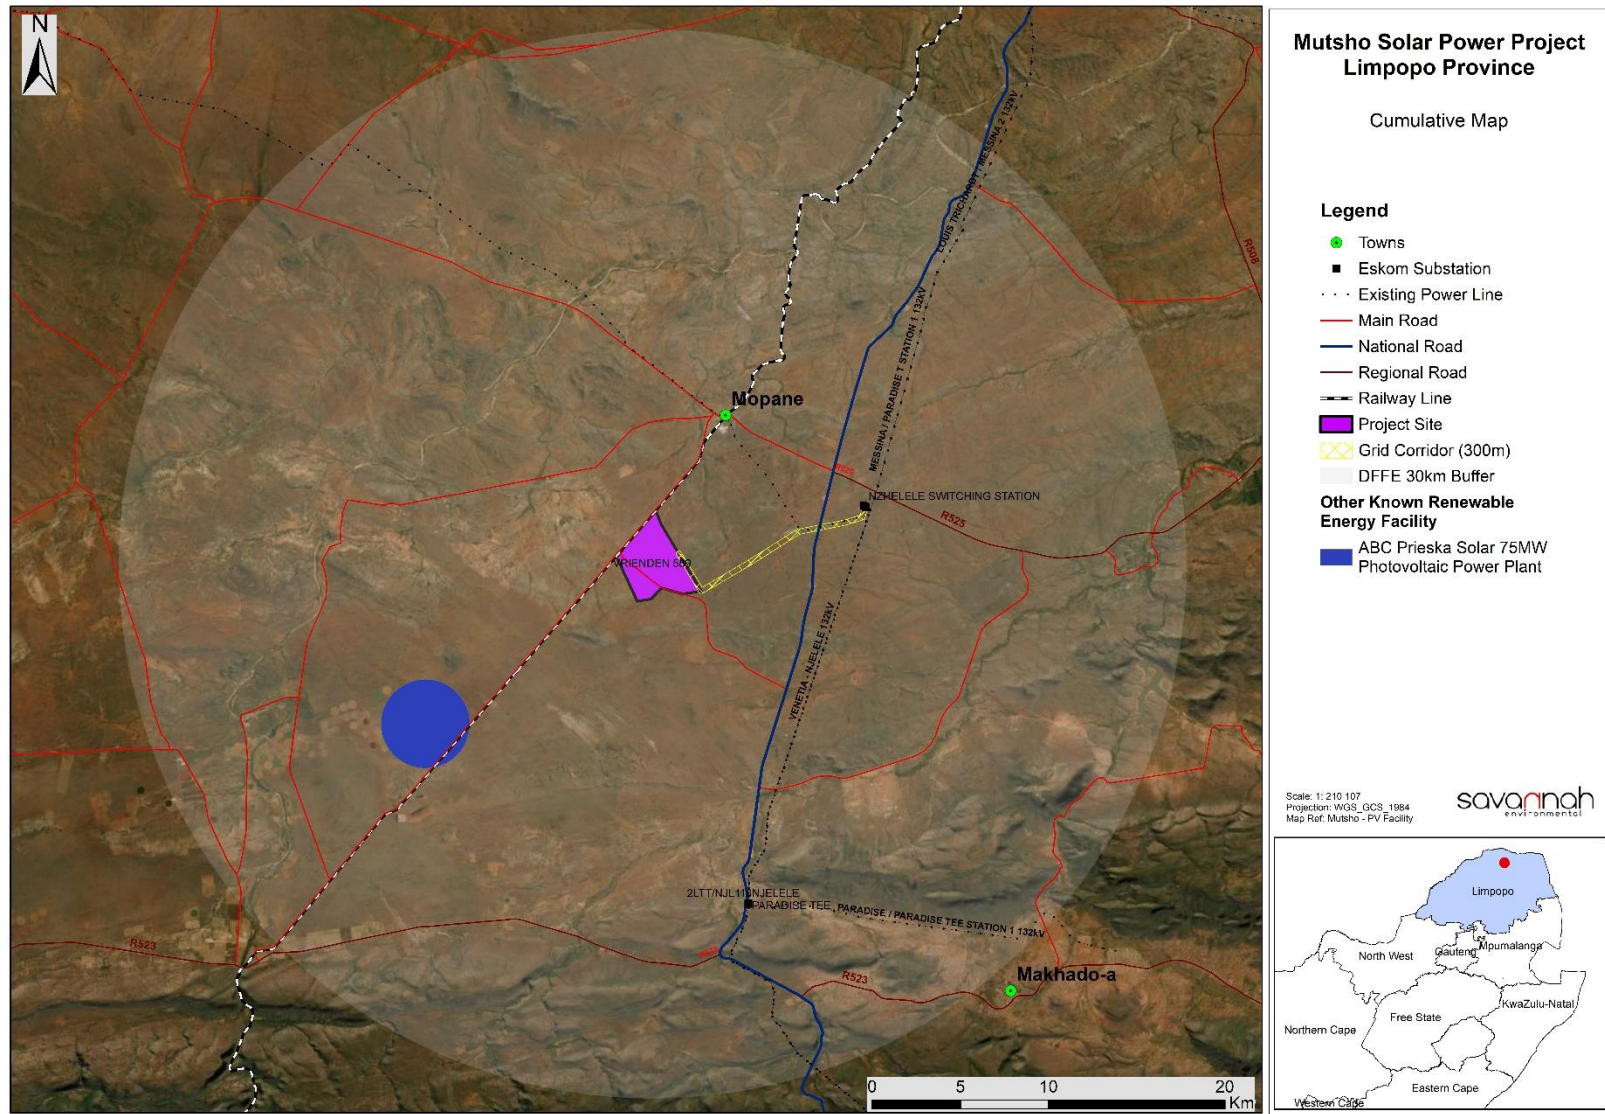 N
Mutsho Solar Power Project
Limpopo Province
Cumulative Map
Legend
Towns
Eskom Substation
Existing Power Line
Main Road
National Road
Regional Road
Railway Line
Project Site
Grid Corridor (300m)
DFFE 30km Buffer
Other Known Renewable
Energy Facility
ABC Prieska Solar 75MW
Photovoltaic Power Plant
LOUIS TRICHARDT / MESSINA 2 132kV
R508
MESSINA / PARADISE T STATION 1 132kV
Mopane
R525
NZHELELE SWITCHING STATION
R525
VRIENDEN 589
VENETIA - NJELELE 132kV
PARADISE TEE
PARADISE / PARADISE TEE STATION 1 132kV
R523
R523
Makhado-a
0 5 10 20
Km
Scale: 1: 210 107
Projection: WGS_GCS_1984
Map Ref: Mutsho - PV Facility
savannah
environmental
Limpopo
North West
Gauteng
Mpumalanga
KwaZulu-Natal
Free State
Northern Cape
Eastern Cape
Western Cape